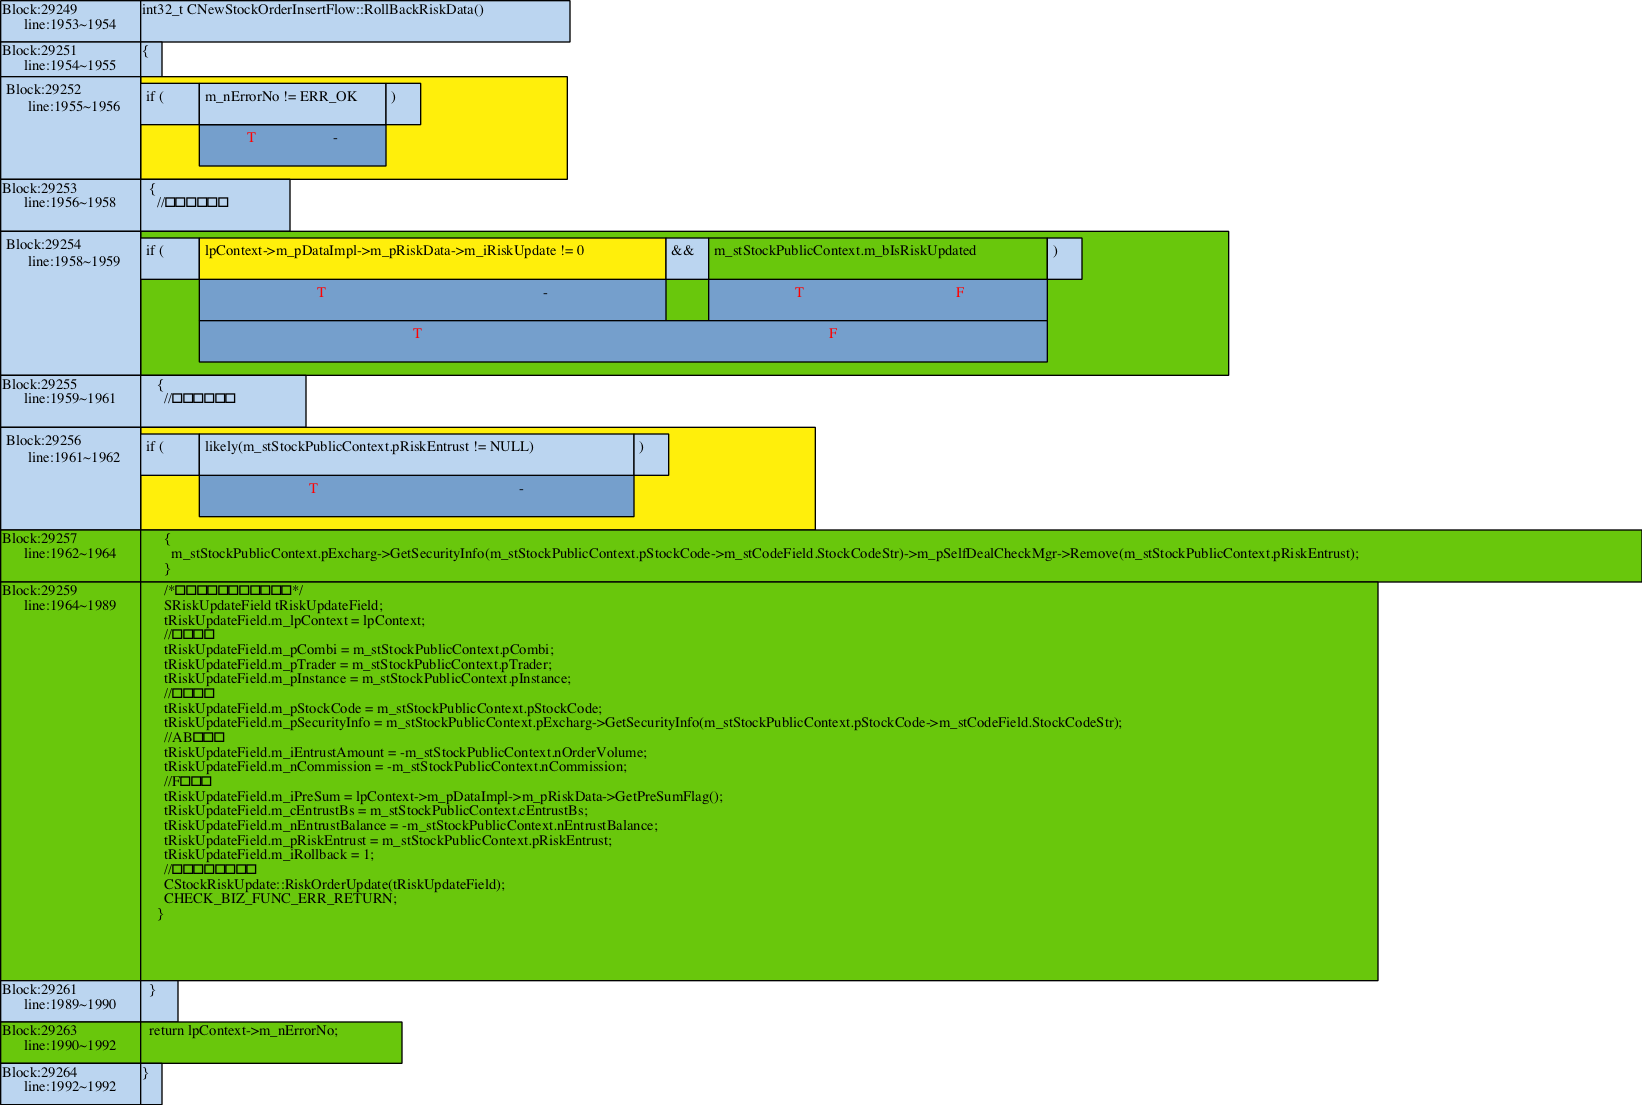 Block:29249 int32_t CNewStockOrderInsertFlow::RollBackRiskData()
line:1953~1954
Block:29251 {
line:1954~1955
Block:29252 if ( m_nErrorNo != ERR_OK )
line:1955~1956
T -
Block:29253 {
line:1956~1958 //□□□□□□
Block:29254 if ( lpContext->m_pDataImpl->m_pRiskData->m_iRiskUpdate != 0 && m_stStockPublicContext.m_bIsRiskUpdated )
line:1958~1959
T - T F
T F
Block:29255 {
line:1959~1961 //□□□□□□
Block:29256 if ( likely(m_stStockPublicContext.pRiskEntrust != NULL) )
line:1961~1962
T -
Block:29257 {
line:1962~1964 m_stStockPublicContext.pExcharg->GetSecurityInfo(m_stStockPublicContext.pStockCode->m_stCodeField.StockCodeStr)->m_pSelfDealCheckMgr->Remove(m_stStockPublicContext.pRiskEntrust);
}
Block:29259 /*□□□□□□□□□□□*/
line:1964~1989 SRiskUpdateField tRiskUpdateField;
tRiskUpdateField.m_lpContext = lpContext;
//□□□□
tRiskUpdateField.m_pCombi = m_stStockPublicContext.pCombi;
tRiskUpdateField.m_pTrader = m_stStockPublicContext.pTrader;
tRiskUpdateField.m_pInstance = m_stStockPublicContext.pInstance;
//□□□□
tRiskUpdateField.m_pStockCode = m_stStockPublicContext.pStockCode;
tRiskUpdateField.m_pSecurityInfo = m_stStockPublicContext.pExcharg->GetSecurityInfo(m_stStockPublicContext.pStockCode->m_stCodeField.StockCodeStr);
//AB□□□
tRiskUpdateField.m_iEntrustAmount = -m_stStockPublicContext.nOrderVolume;
tRiskUpdateField.m_nCommission = -m_stStockPublicContext.nCommission;
//F□□□
tRiskUpdateField.m_iPreSum = lpContext->m_pDataImpl->m_pRiskData->GetPreSumFlag();
tRiskUpdateField.m_cEntrustBs = m_stStockPublicContext.cEntrustBs;
tRiskUpdateField.m_nEntrustBalance = -m_stStockPublicContext.nEntrustBalance;
tRiskUpdateField.m_pRiskEntrust = m_stStockPublicContext.pRiskEntrust;
tRiskUpdateField.m_iRollback = 1;
//□□□□□□□□
CStockRiskUpdate::RiskOrderUpdate(tRiskUpdateField);
CHECK_BIZ_FUNC_ERR_RETURN;
}
Block:29261 }
line:1989~1990
Block:29263 return lpContext->m_nErrorNo;
line:1990~1992
Block:29264 }
line:1992~1992